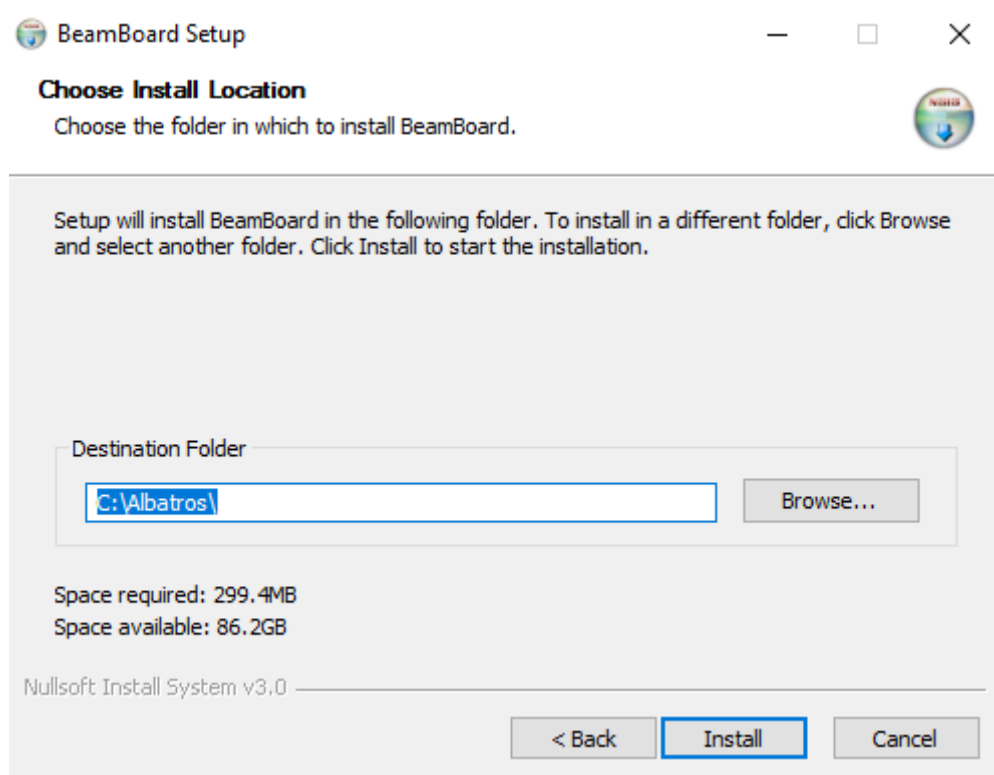 BeamBoard Setup
Choose Install Location
Choose the folder in which to install BeamBoard.
Setup will install BeamBoard in the following folder. To install in a different folder, click Browse
and select another folder. Click Install to start the installation.
Destination Folder
C:\Albatros\
Browse...
Space required: 299.4MB
Space available: 86.2GB
Nullsoft Install System v3.0
< Back
Install
Cancel